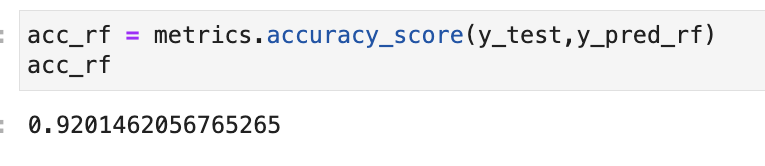 acc_rf = metrics.accuracy_score(y_test,y_pred_rf)
acc_rf
0.9201462056765265